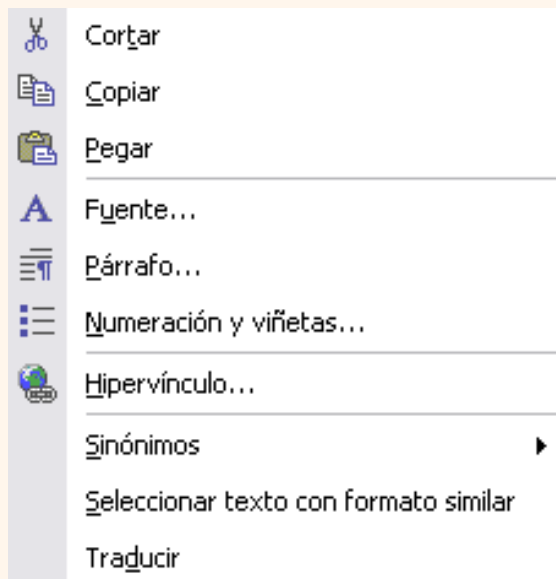 Cortar
Copiar
Pegar
Fuente...
Párrafo...
Numeración y viñetas...
Hipervínculo...
Sinónimos
Seleccionar texto con formato similar
Traducir